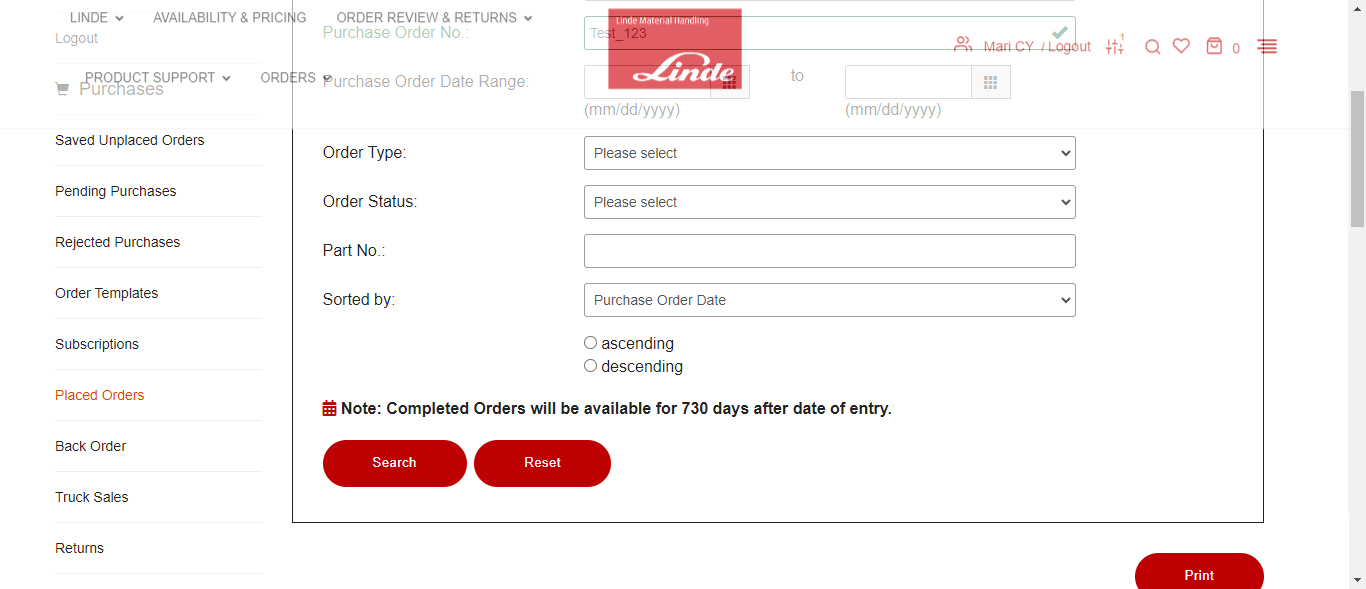 LINDE AVAILABILITY & PRICING ORDER REVIEW & RETURNS
Linde Material Handling
Linde
Mari CY / Logout 1 0
Logout
PRODUCT SUPPORT ORDERS
Purchases
Saved Unplaced Orders
Pending Purchases
Rejected Purchases
Order Templates
Subscriptions
Placed Orders
Back Order
Truck Sales
Returns
Purchase Order No.: Test_123
Purchase Order Date Range: to
(mm/dd/yyyy) (mm/dd/yyyy)
Order Type: Please select
Order Status: Please select
Part No.:
Sorted by: Purchase Order Date
ascending
descending
Note: Completed Orders will be available for 730 days after date of entry.
Search Reset
Print